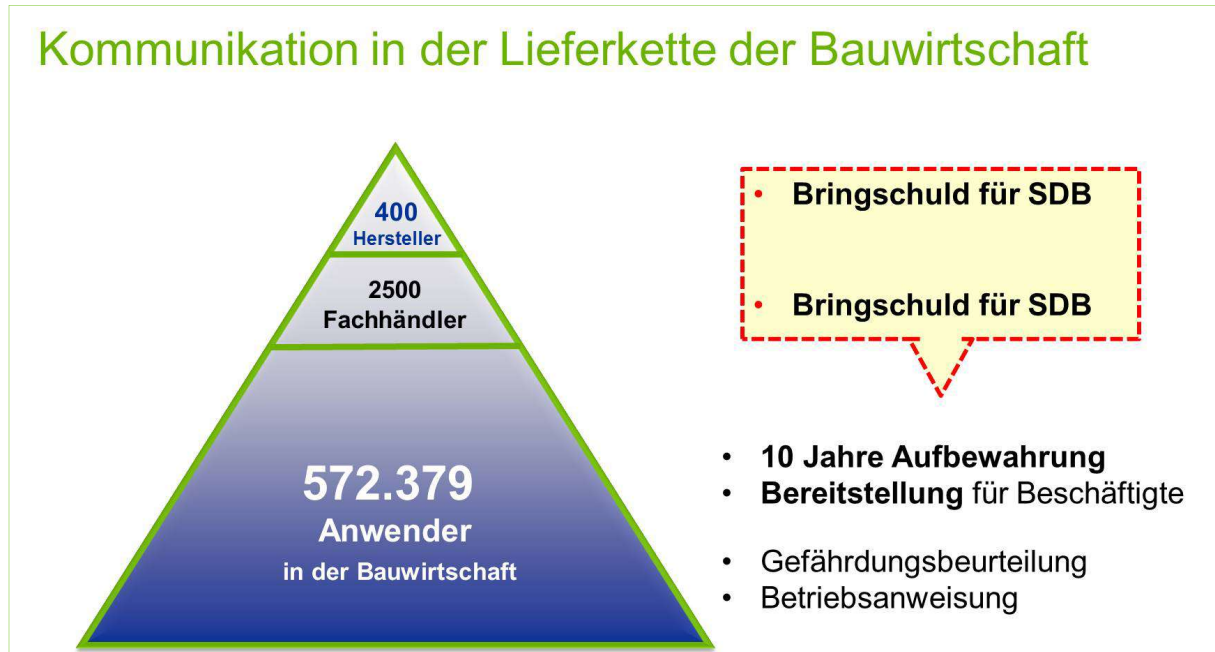 Kommunikation in der Lieferkette der Bauwirtschaft
400
Hersteller
2500
Fachhändler
572.379
Anwender
in der Bauwirtschaft
• Bringschuld für SDB
• Bringschuld für SDB
• 10 Jahre Aufbewahrung
• Bereitstellung für Beschäftigte
• Gefährdungsbeurteilung
• Betriebsanweisung